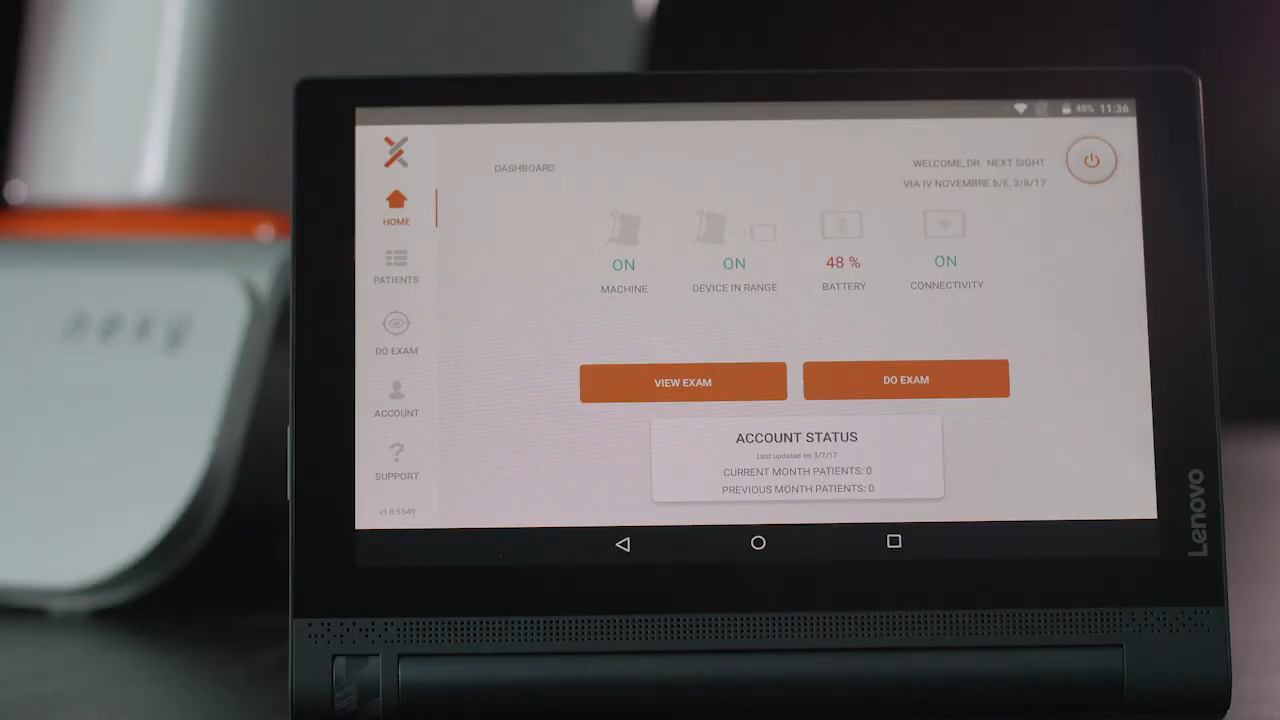 48% 11:36
DASHBOARD
WELCOME, DR. NEXT SIGHT
VIA IV NOVEMBRE 6/E, 3/8/17
HOME
PATIENTS
DO EXAM
ACCOUNT
SUPPORT
v1.8.5 b49
ON
MACHINE
ON
DEVICE IN RANGE
48 %
BATTERY
ON
CONNECTIVITY
VIEW EXAM
DO EXAM
ACCOUNT STATUS
Last updated on 3/7/17
CURRENT MONTH PATIENTS: 0
PREVIOUS MONTH PATIENTS: 0
Lenovo
nexy